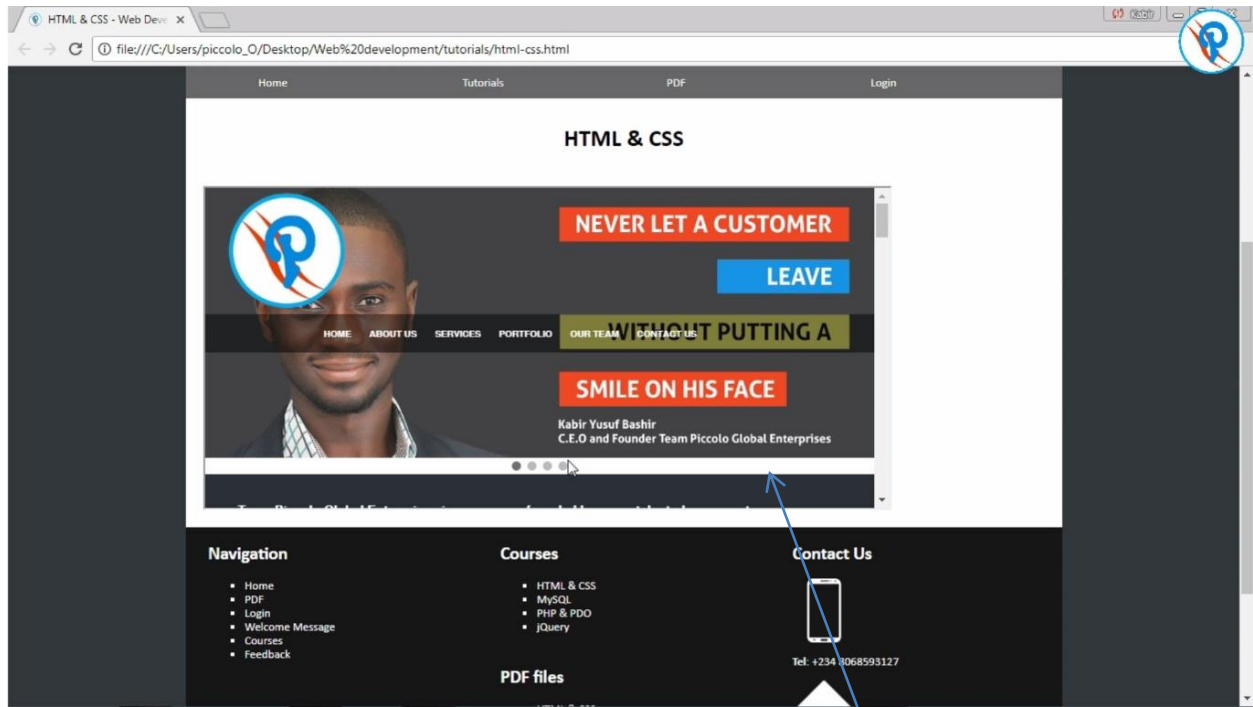 HTML & CSS - Web Deve
Kabir
file:///C:/Users/piccolo_O/Desktop/Web%20development/tutorials/html-css.html
Home Tutorials PDF Login
HTML & CSS
P
NEVER LET A CUSTOMER
LEAVE
HOME ABOUT US SERVICES PORTFOLIO OUR TEAM CONTACT US
WITHOUT PUTTING A
SMILE ON HIS FACE
Kabir Yusuf Bashir
C.E.O and Founder Team Piccolo Global Enterprises
Navigation
Home
PDF
Login
Welcome Message
Courses
Feedback
Courses
HTML & CSS
MySQL
PHP & PDO
jQuery
PDF files
Contact Us
Tel: +234 8068593127